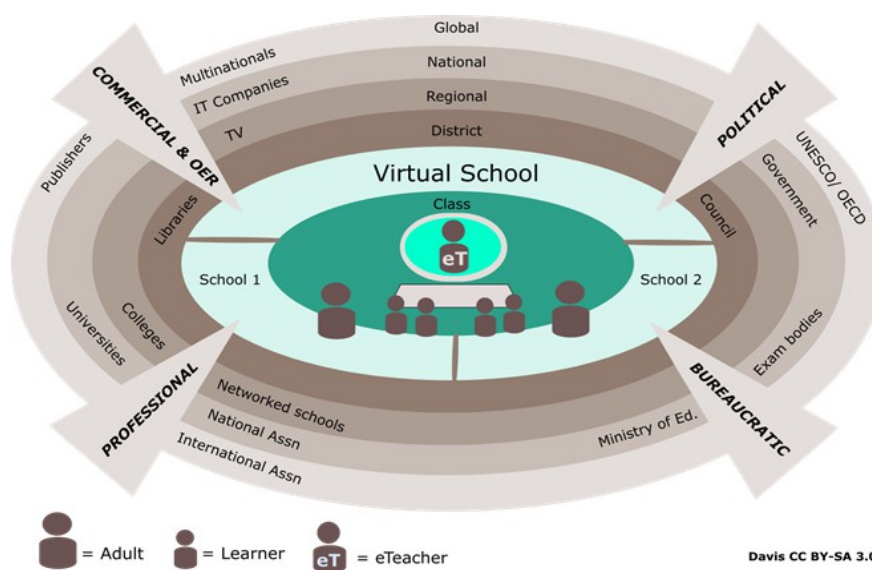 Global
National
Regional
District
Multinationals
IT Companies
TV
COMMERCIAL & OER
POLITICAL
Publishers
Libraries
UNESCO/ OECD
Government
Council
Virtual School
Class
eT
School 1
School 2
Universities
Colleges
Exam bodies
Ministry of Ed.
PROFESSIONAL
BUREAUCRATIC
Networked schools
National Assn
International Assn
= Adult
= Learner
eT = eTeacher
Davis CC BY-SA 3.0